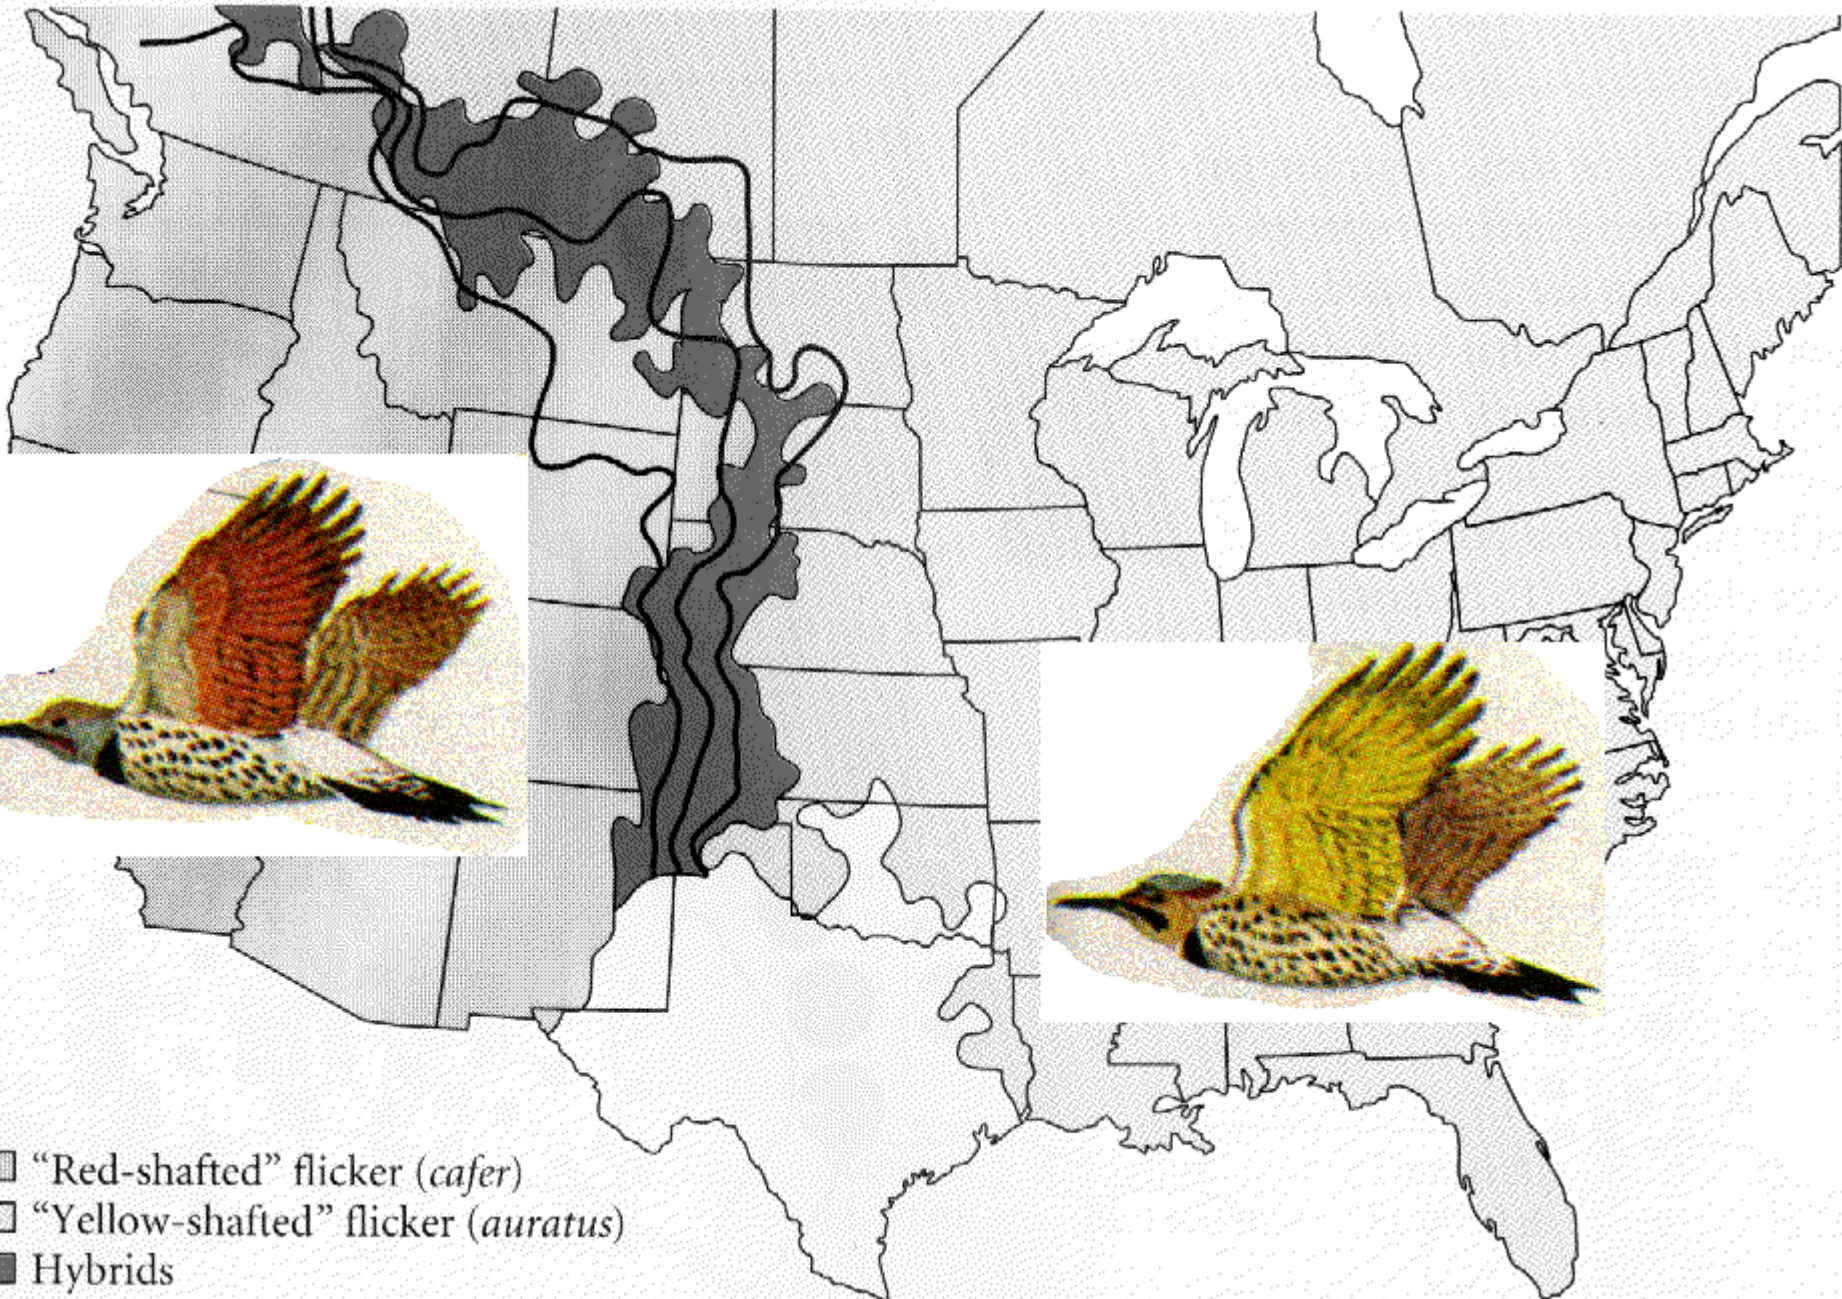 “Red-shafted” flicker (cafer)
“Yellow-shafted” flicker (auratus)
Hybrids